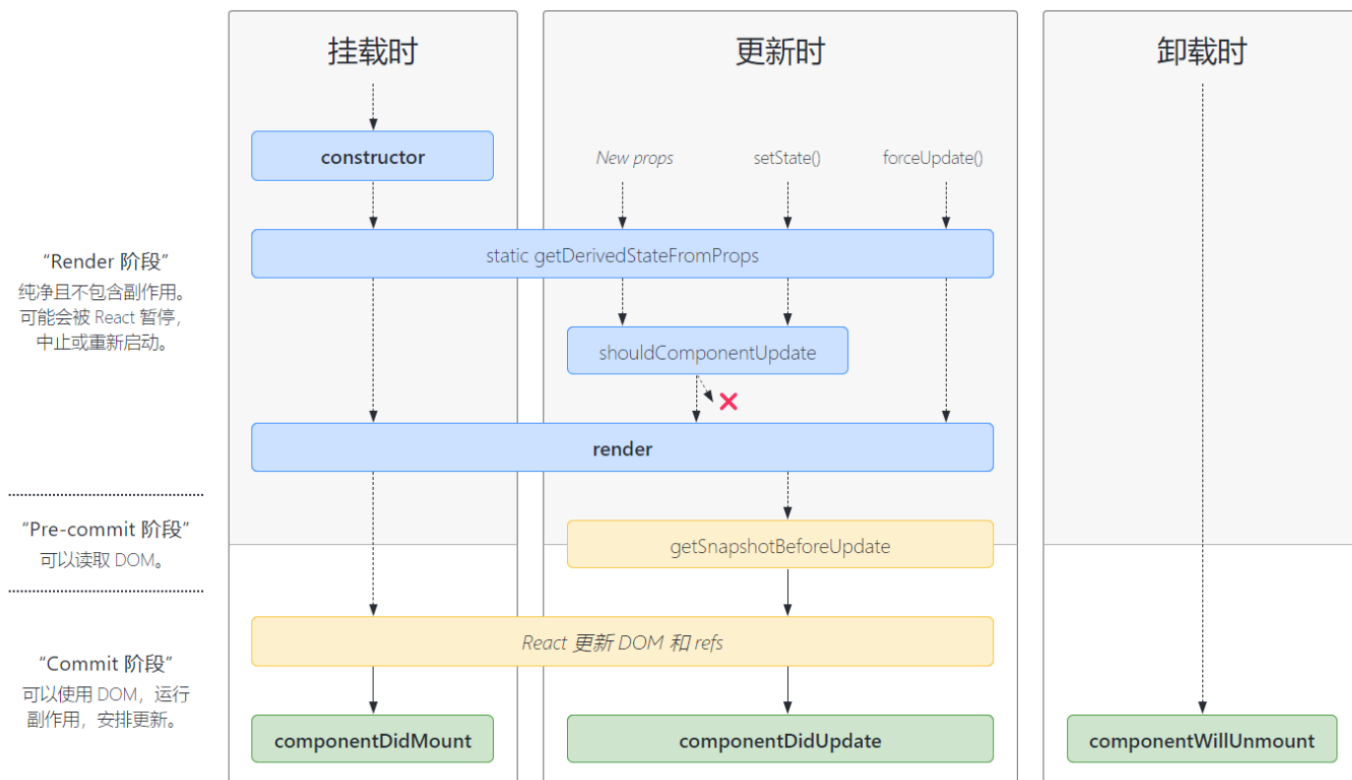 挂载时
更新时
卸载时
constructor
New props
setState()
forceUpdate()
static getDerivedStateFromProps
“Render 阶段”
纯净且不包含副作用。
可能会被 React 暂停，
中止或重新启动。
shouldComponentUpdate
render
“Pre-commit 阶段”
可以读取 DOM。
getSnapshotBeforeUpdate
React 更新 DOM 和 refs
“Commit 阶段”
可以使用 DOM，运行
副作用，安排更新。
componentDidMount
componentDidUpdate
componentWillUnmount